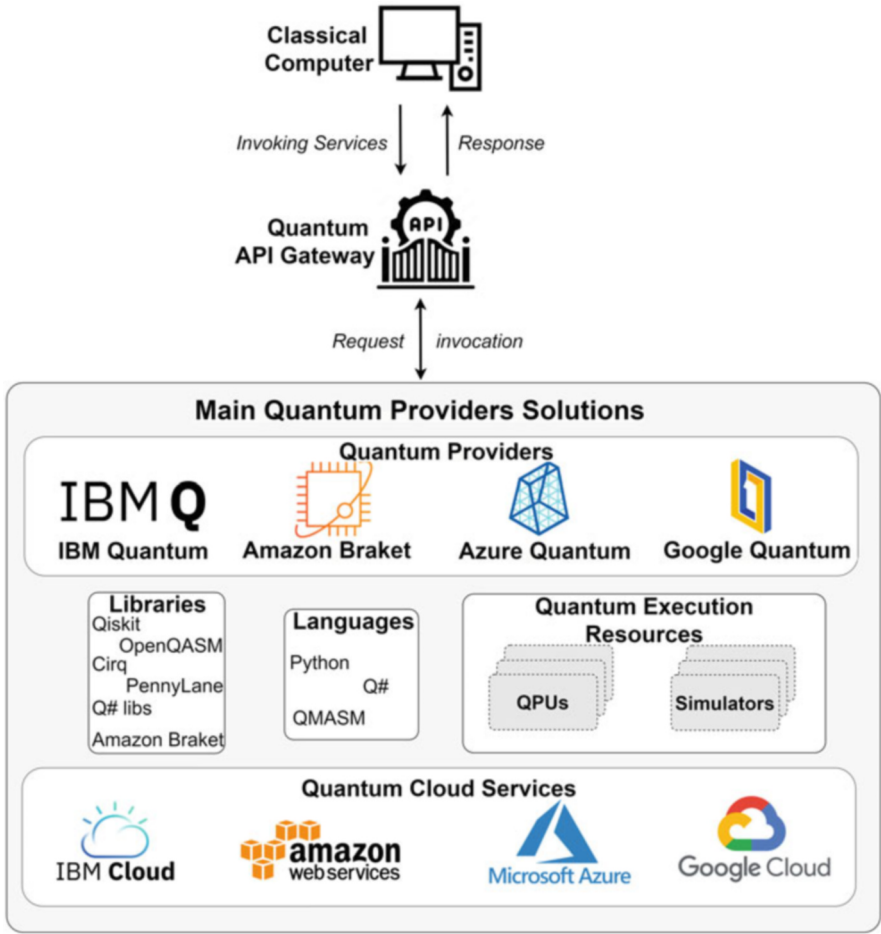 Classical
Computer
Invoking Services
Response
Quantum
API Gateway
API
Request
invocation
Main Quantum Providers Solutions
Quantum Providers
IBM Q
IBM Quantum
Amazon Braket
Azure Quantum
Google Quantum
Libraries
Qiskit
OpenQASM
Cirq
PennyLane
Q# libs
Amazon Braket
Languages
Python
Q#
QMASM
Quantum Execution
Resources
QPUs
Simulators
Quantum Cloud Services
IBM Cloud
amazon
webservices
Microsoft Azure
Google Cloud